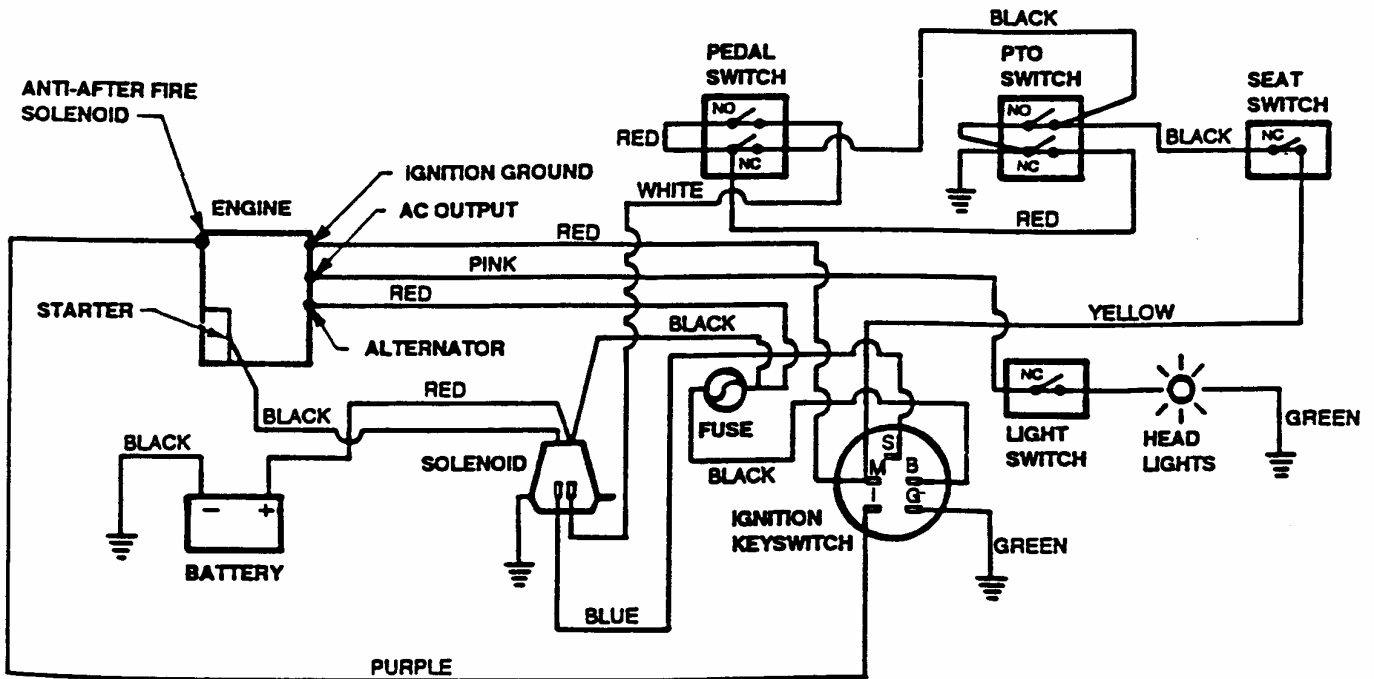 BLACK
PEDAL
SWITCH
PTO
SWITCH
SEAT
SWITCH
ANTI-AFTER FIRE
SOLENOID
NO
NO
RED
NC
NC
BLACK
NC
IGNITION GROUND
WHITE
ENGINE
AC OUTPUT
RED
RED
PINK
RED
STARTER
BLACK
YELLOW
ALTERNATOR
NC
RED
BLACK
FUSE
GREEN
BLACK
SOLENOID
BLACK
LIGHT
SWITCH
HEAD
LIGHTS
S
M
B
I
G
- +
IGNITION
KEYSWITCH
GREEN
BATTERY
BLUE
PURPLE